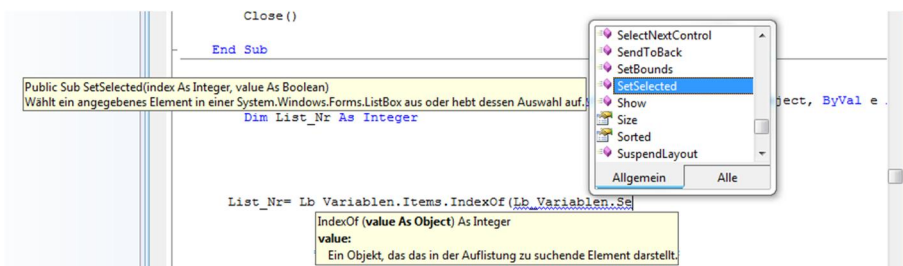 Close()
End Sub
SelectNextControl
SendToBack
SetBounds
SetSelected
Show
Size
Sorted
SuspendLayout
Allgemein Alle
Public Sub SetSelected(index As Integer, value As Boolean)
Wählt ein angegebenes Element in einer System.Windows.Forms.ListBox aus oder hebt dessen Auswahl auf.
ject, ByVal e
Dim List_Nr As Integer
List_Nr= Lb_Variablen.Items.IndexOf(Lb_Variablen.Se
IndexOf (value As Object) As Integer
value:
Ein Objekt, das das in der Auflistung zu suchende Element darstellt.